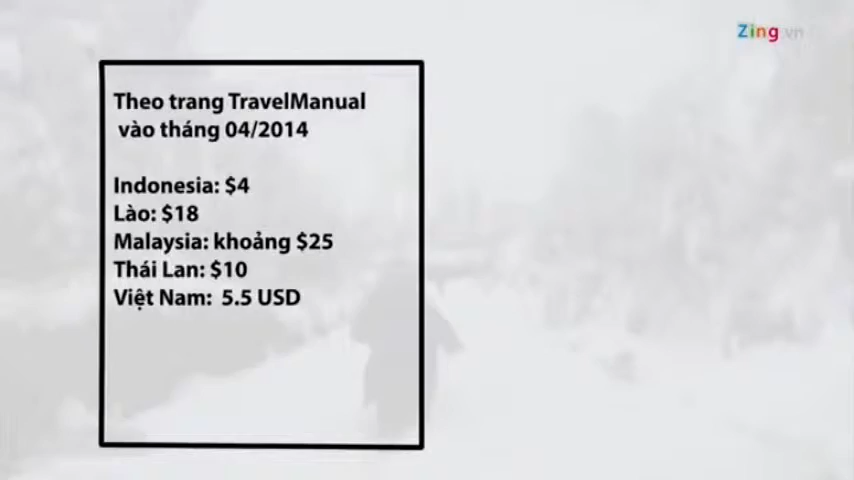 Zing.vn
Theo trang TravelManual
vào tháng 04/2014
Indonesia: $4
Lào: $18
Malaysia: khoảng $25
Thái Lan: $10
Việt Nam: 5.5 USD